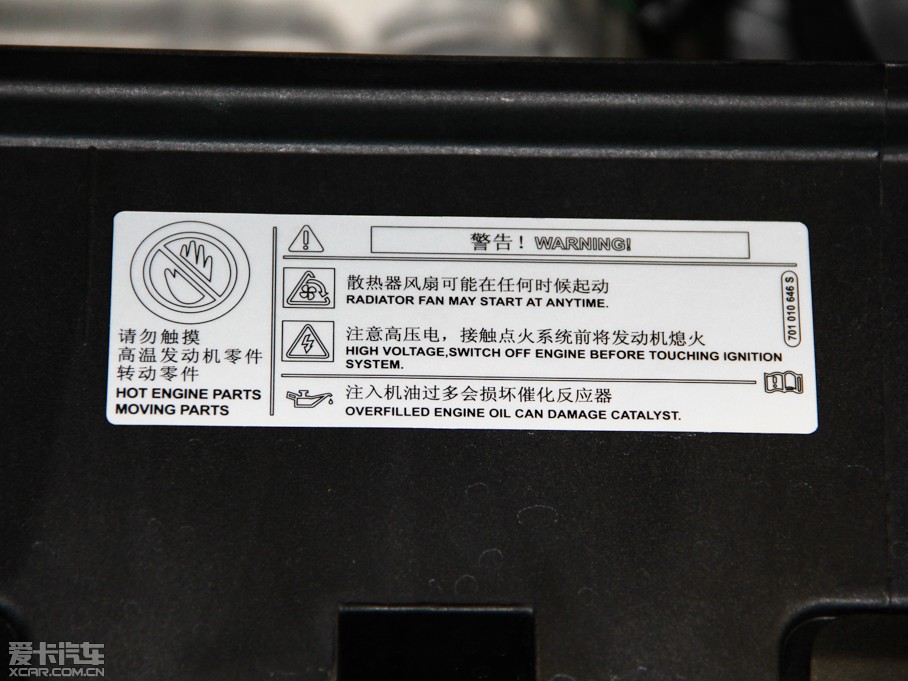 请勿触摸
高温发动机零件
转动零件
HOT ENGINE PARTS
MOVING PARTS
警告！WARNING!
散热器风扇可能在任何时候起动
RADIATOR FAN MAY START AT ANYTIME.
注意高压电，接触点火系统前将发动机熄火
HIGH VOLTAGE,SWITCH OFF ENGINE BEFORE TOUCHING IGNITION
SYSTEM.
注入机油过多会损坏催化反应器
OVERFILLED ENGINE OIL CAN DAMAGE CATALYST.
701 010 646 S
爱卡汽车
XCAR.COM.CN